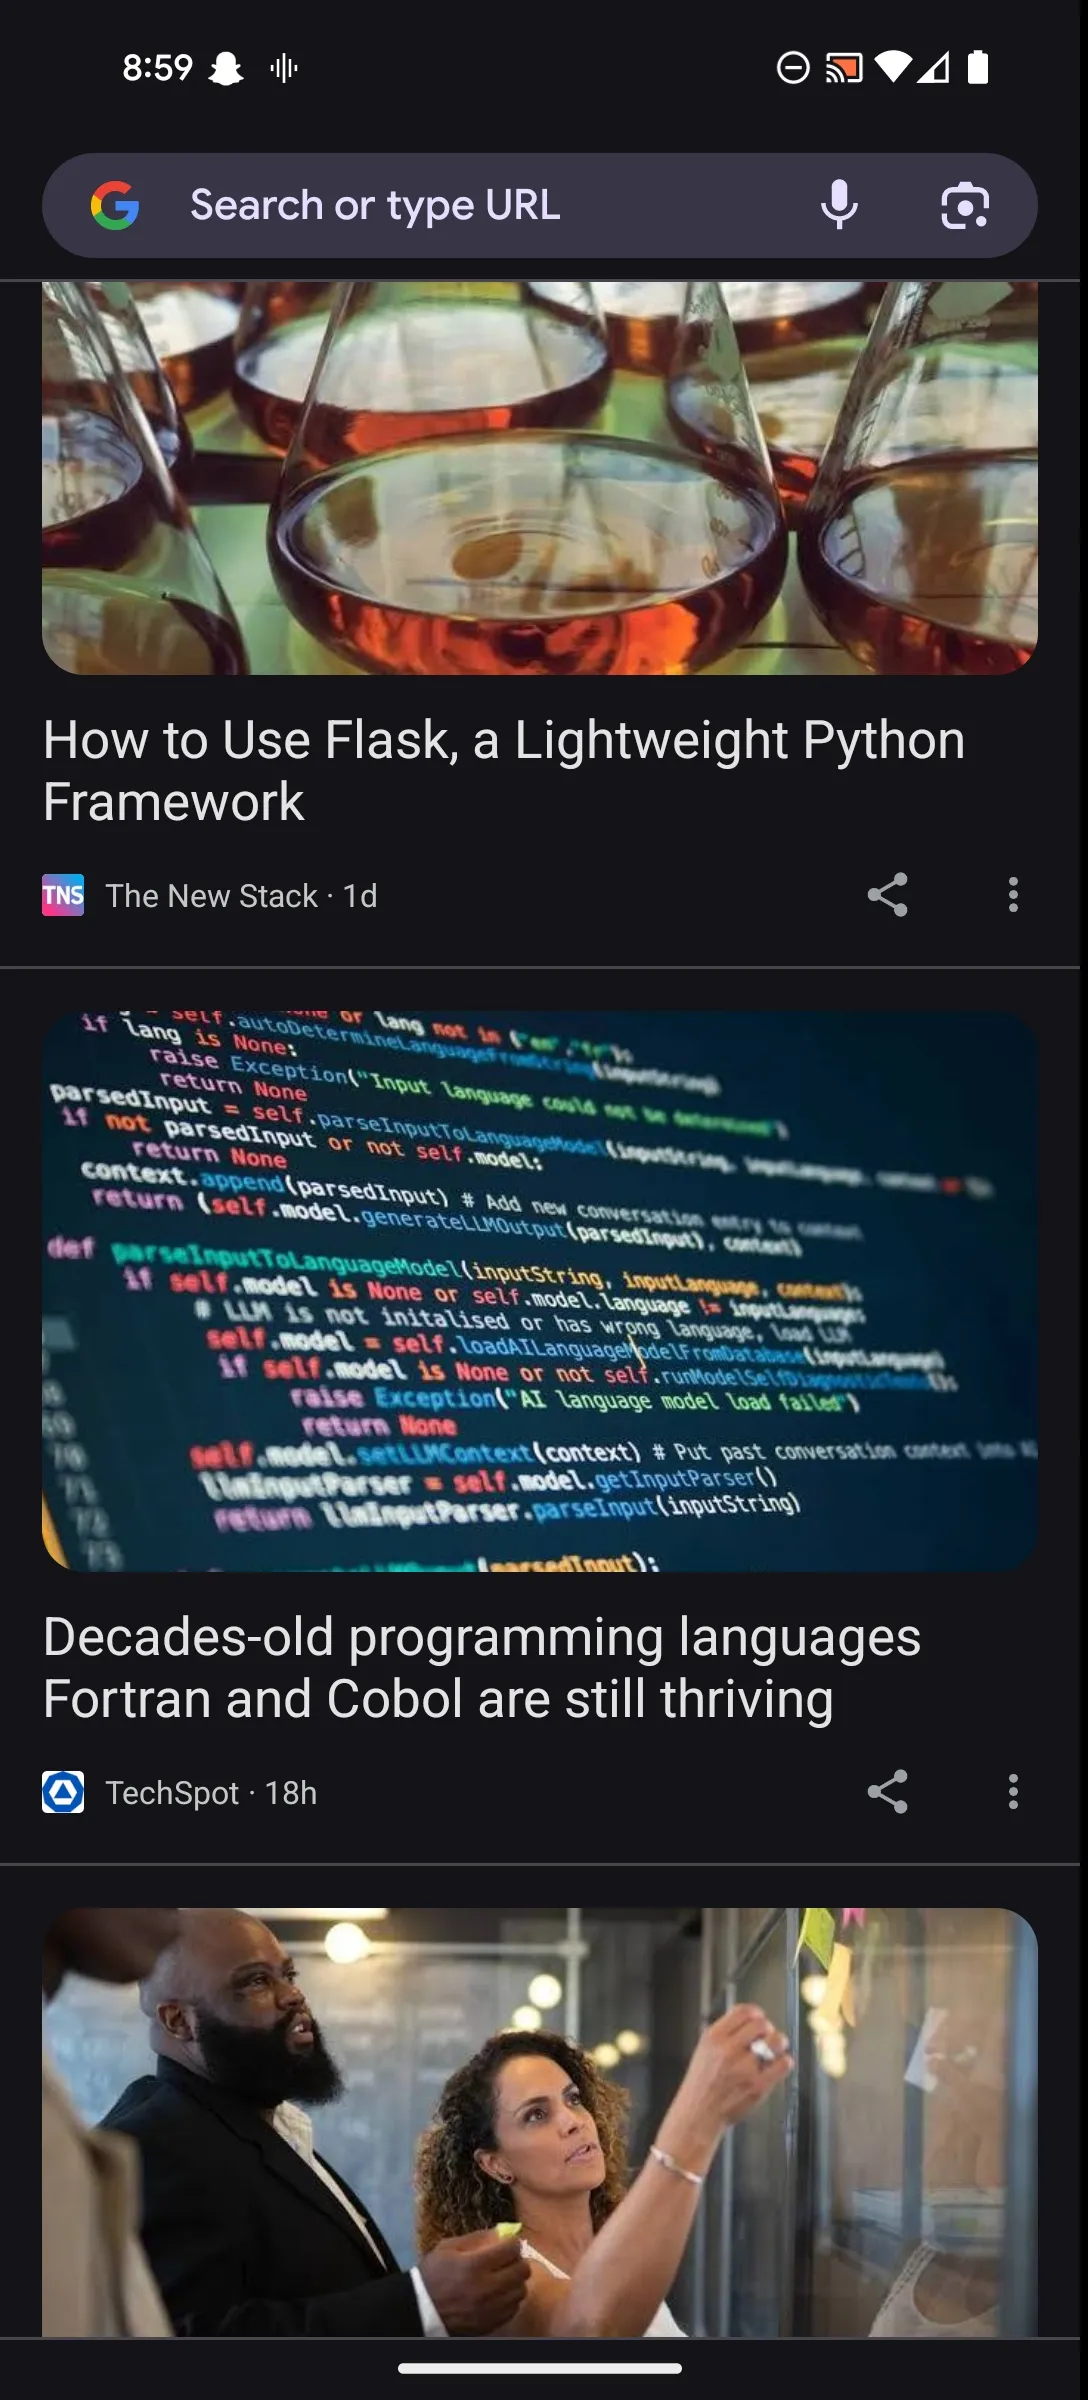 8:59
Search or type URL
How to Use Flask, a Lightweight Python
Framework
TNS The New Stack · 1d
self.autoDetermineLanguageFromString(inputString)
if lang is None:
raise Exception("Input language could not be determined")
return None
parsedInput = self.parseInputToLanguageModel(inputString, inputLanguage, context
if not parsedInput or not self.model:
return None
context.append(parsedInput) # Add new conversation entry to context
return (self.model.generateLLMOutput(parsedInput), context)
def parseInputToLanguageModel(inputString, inputLanguage, context):
if self.model is None or self.model.language != inputLanguage:
# LLM is not initalised or has wrong language, load LLM
self.model = self.loadAILanguageModelFromDatabase(inputLanguage)
if self.model is None or not self.runModelSelfDiagnosticTests():
raise Exception("AI language model load failed")
return None
self.model.setLLMContext(context) # Put past conversation context into
llmInputParser = self.model.getInputParser()
return llmInputParser.parseInput(inputString)
(parsedInput):
Decades-old programming languages
Fortran and Cobol are still thriving
TechSpot · 18h